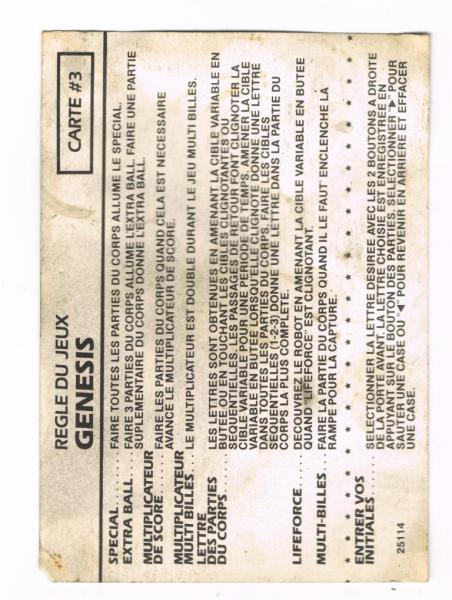 REGLE DU JEUX
GENESIS
CARTE #3
SPECIAL..... FAIRE TOUTES LES PARTIES DU CORPS ALLUME LE SPECIAL.
EXTRA BALL.... FAIRE 3 PARTIES DU CORPS ALLUME L'EXTRA BALL. FAIRE UNE PARTIE
SUPLEMENTAIRE DU CORPS DONNE L'EXTRA BALL.
MULTIPLICATEUR
DE SCORE.... FAIRE LES PARTIES DU CORPS QUAND CELA EST NECESSAIRE
AVANCE LE MULTIPLICATEUR DE SCORE.
MULTIPLICATEUR
MULTI BILLES... LE MULTIPLICATEUR EST DOUBLE DURANT LE JEU MULTI BILLES.
LETTRE
DES PARTIES
DU CORPS..... LES LETTRES SONT OBTENUES EN AMENANT LA CIBLE VARIABLE EN
BUTEE OU EN TOUCHANT LES CIBLES CLIGNOTANTES OU
SEQUENTIELLES. LES PASSAGES DE RETOUR FONT CLIGNOTER LA
CIBLE VARIABLE POUR UNE PERIODE DE TEMPS. AMENER LA CIBLE
VARIABLE EN BUTEE LORSQU'ELLE CLIGNOTE DONNE UNE LETTRE
DANS TOUTES LES PARTIES DU CORPS. FAIRE LES CIBLES
SEQUENTIELLES (1-2-3) DONNE UNE LETTRE DANS LA PARTIE DU
CORPS LA PLUS COMPLETE.
LIFEFORCE.... DECOUVREZ LE ROBOT EN AMENANT LA CIBLE VARIABLE EN BUTEE
QUAND "LIFEFORCE" EST CLIGNOTANT.
MULTI-BILLES... FAIRE LA PARTIE DU CORPS QUAND IL LE FAUT' ENCLENCHE LA
RAMPE POUR LA CAPTURE.
* * * * * * * * * * * * * * * * * * * *
ENTRER VOS
INITIALES..... SELECTIONNER LA LETTRE DESIREE AVEC LES 2 BOUTONS A DROITE
DE LA PORTE AVANT. LA LETTRE CHOISIE EST ENREGISTREE EN
APPUYANT SUR LE BOUTON DES PARTIES. SELECTIONNER "►" POUR
SAUTER UNE CASE OU "◄" POUR REVENIR EN ARRIERE ET EFFACER
UNE CASE.
25114